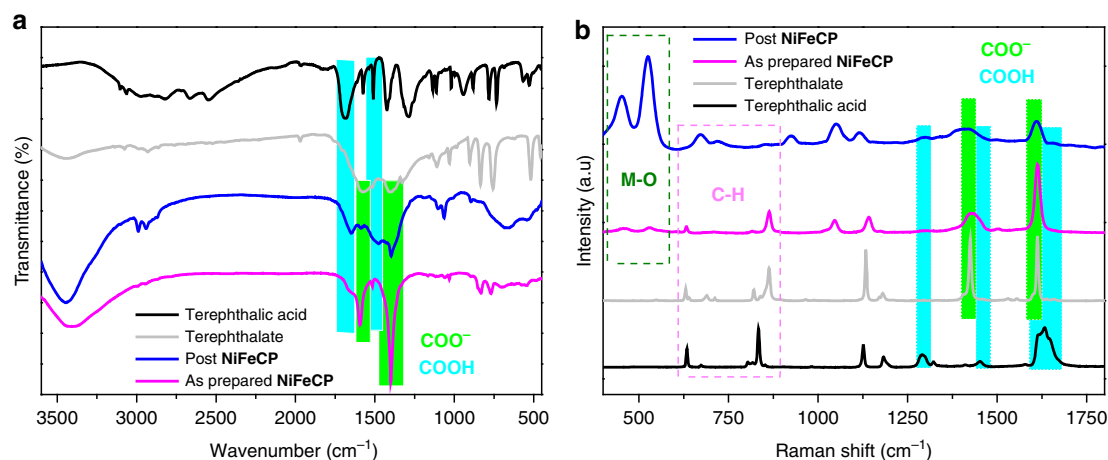 a
Transmittance (%)
Terephthalic acid
Terephthalate
Post NiFeCP
As prepared NiFeCP
COO⁻
COOH
3500 3000 2500 2000 1500 1000 500
Wavenumber (cm⁻¹)
b
Intensity (a.u)
Post NiFeCP
As prepared NiFeCP
Terephthalate
Terephthalic acid
COO⁻
COOH
M-O
C-H
500 750 1000 1250 1500 1750
Raman shift (cm⁻¹)